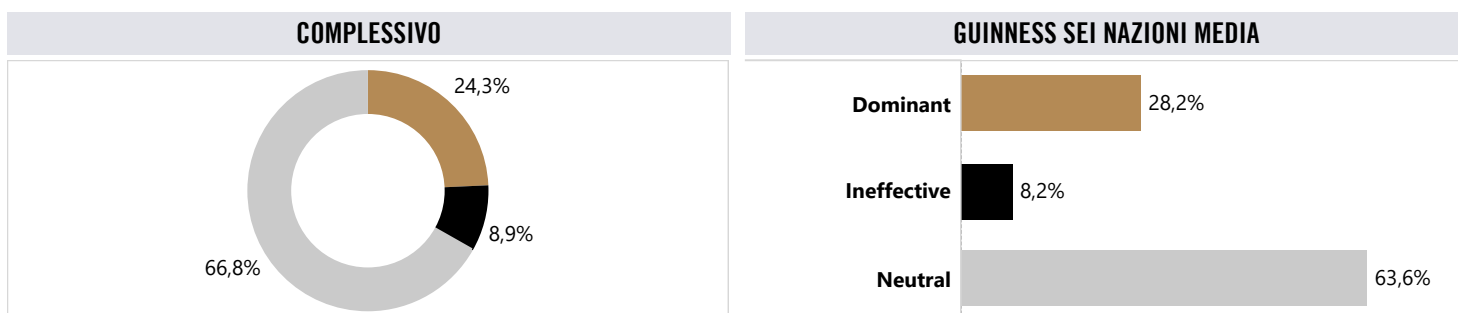 COMPLESSIVO
24,3%
8,9%
66,8%
GUINNESS SEI NAZIONI MEDIA
Dominant
28,2%
Ineffective
8,2%
Neutral
63,6%